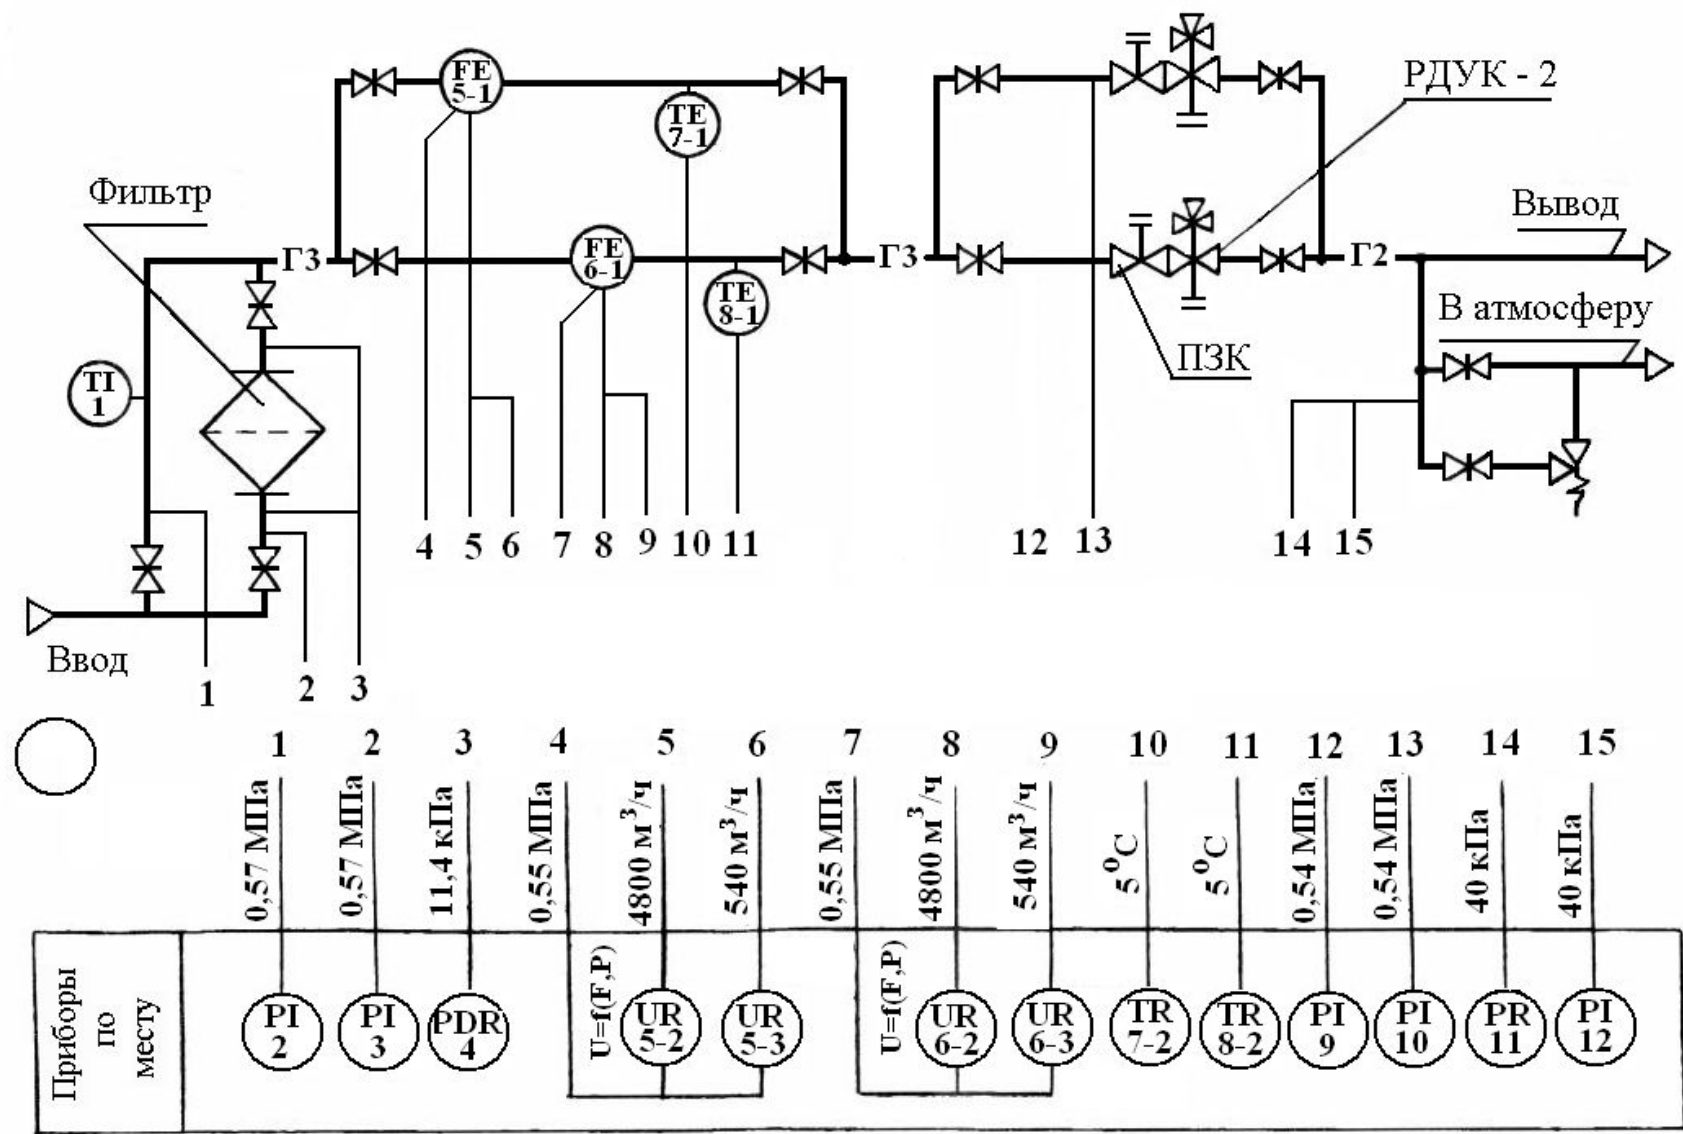 FE
5-1
РДУК - 2
TE
7-1
Фильтр
Вывод
Г3
FE
6-1
Г3
Г2
TE
8-1
В атмосферу
ПЗК
TI
1
4 5 6 7 8 9 10 11 12 13 14 15
Ввод
1 2 3
1 2 3 4 5 6 7 8 9 10 11 12 13 14 15
0,57 МПа
0,57 МПа
11,4 кПа
0,55 МПа
4800 м³/ч
540 м³/ч
0,55 МПа
4800 м³/ч
540 м³/ч
5 °C
5 °C
0,54 МПа
0,54 МПа
40 кПа
40 кПа
Приборы
по
месту
PI
2
PI
3
PDR
4
U=f(F,P)
UR
5-2
UR
5-3
U=f(F,P)
UR
6-2
UR
6-3
TR
7-2
TR
8-2
PI
9
PI
10
PR
11
PI
12